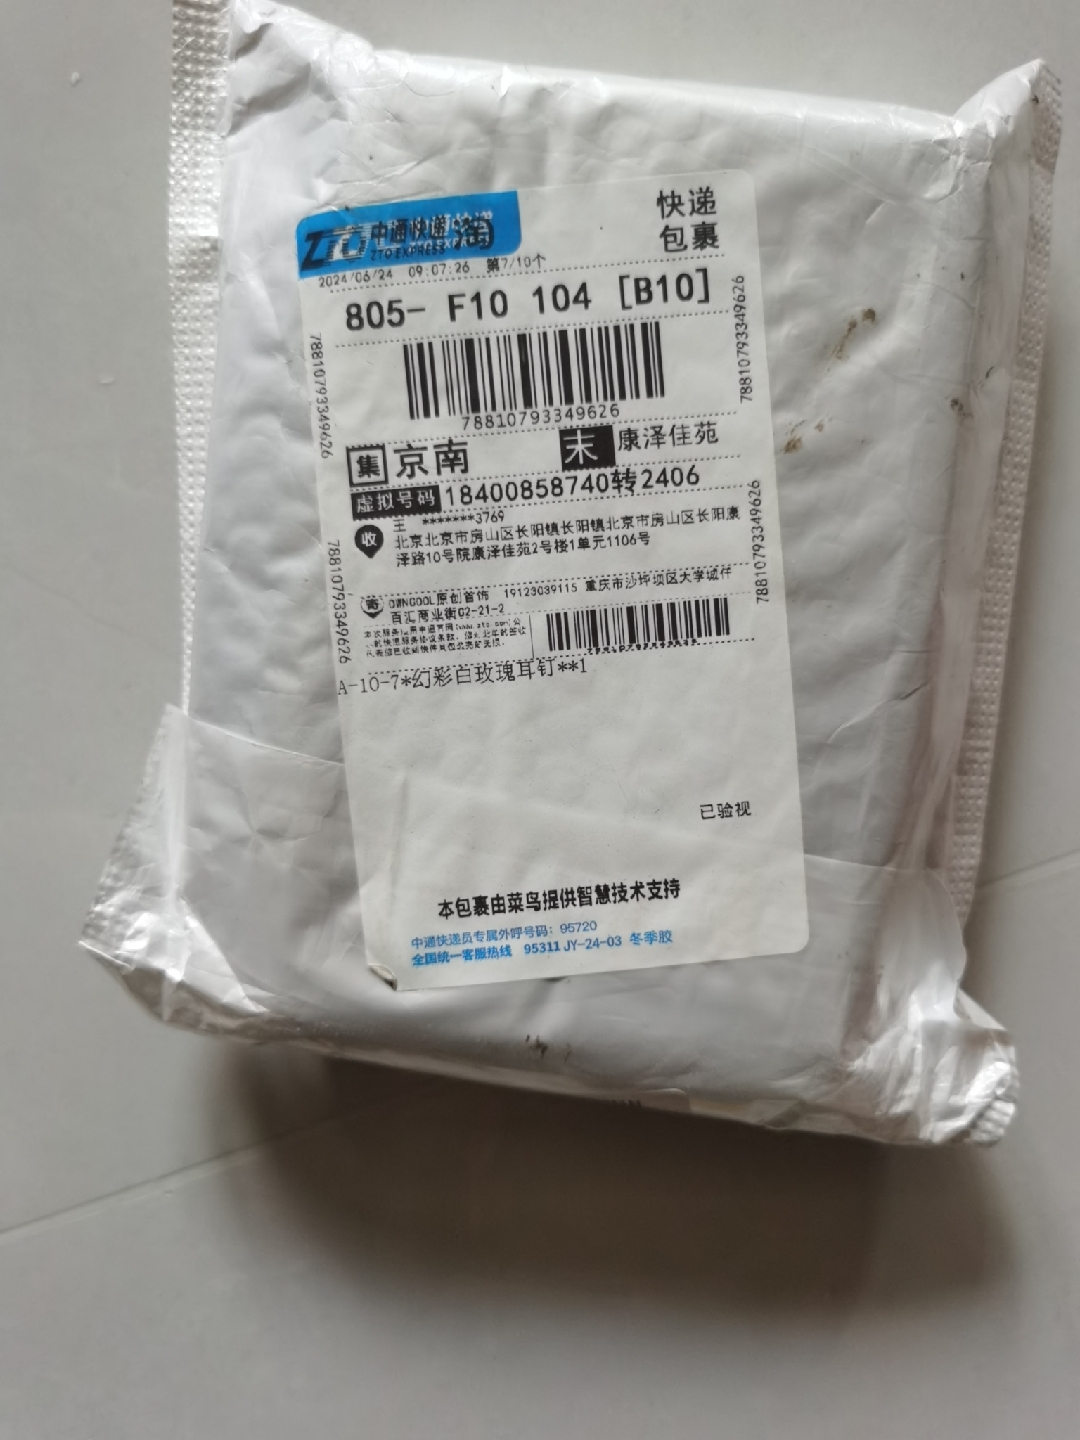 快递
包裹
ZTO 中通快递 淘
ZTO EXPRESS
2024/06/24 09:07:26 第7/10个
805- F10 104 [B10]
78810793349626
78810793349626
78810793349626
集 京南 末 康泽佳苑
虚拟号码 18400858740转2406
收 王 *******3769
北京北京市房山区长阳镇长阳镇北京市房山区长阳康
泽路10号院康泽佳苑2号楼1单元1106号
78810793349626
78810793349626
寄 OWNGOOL原创首饰 19123039115 重庆市沙坪坝区大学城仟
百汇商业街C2-21-2
A-10-7*幻彩白玫瑰耳钉**1
已验视
本包裹由菜鸟提供智慧技术支持
中通快递员专属外呼号码：95720
全国统一客服热线 95311 JY-24-03 冬季胶